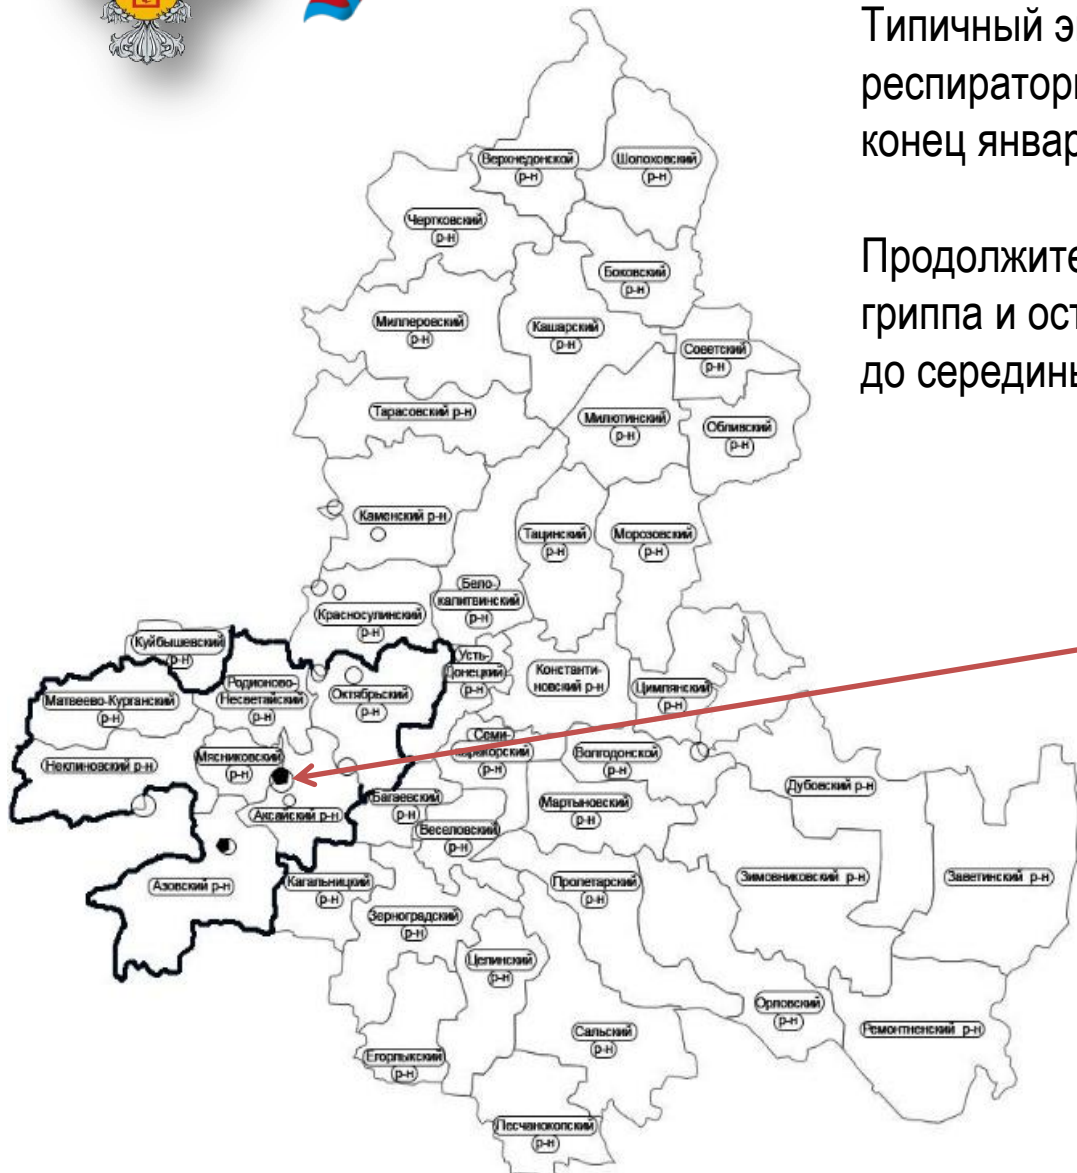 Типичный э
респиратор
конец январ
Продолжите
гриппа и ост
до середины
Верхнедонской
р-н
Шолоховский
р-н
Чертковский
р-н
Боковский
р-н
Миллеровский
р-н
Кашарский
р-н
Советский
р-н
Тарасовский р-н
Милютинский
р-н
Обливский
р-н
Каменский р-н
Тацинский
р-н
Морозовский
р-н
Бело-
калитвинский
р-н
Красносулинский
р-н
Куйбышевский
р-н
Усть-
Донецкий
р-н
Константи-
новский р-н
Цимлянский
р-н
Родионово-
Несветайский
р-н
Октябрьский
р-н
Матвеево-Курганский
р-н
Семи-
каракорский
р-н
Волгодонской
р-н
Мясниковский
р-н
Неклиновский р-н
Дубовский р-н
Багаевский
р-н
Мартыновский
р-н
Аксайский р-н
Веселовский
р-н
Азовский р-н
Кагальницкий
р-н
Пролетарский
р-н
Зимовниковский р-н
Заветинский р-н
Зерноградский
р-н
Целинский
р-н
Орловский
р-н
Ремонтненский р-н
Сальский
р-н
Егорлыкский
р-н
Песчанокопский
р-н